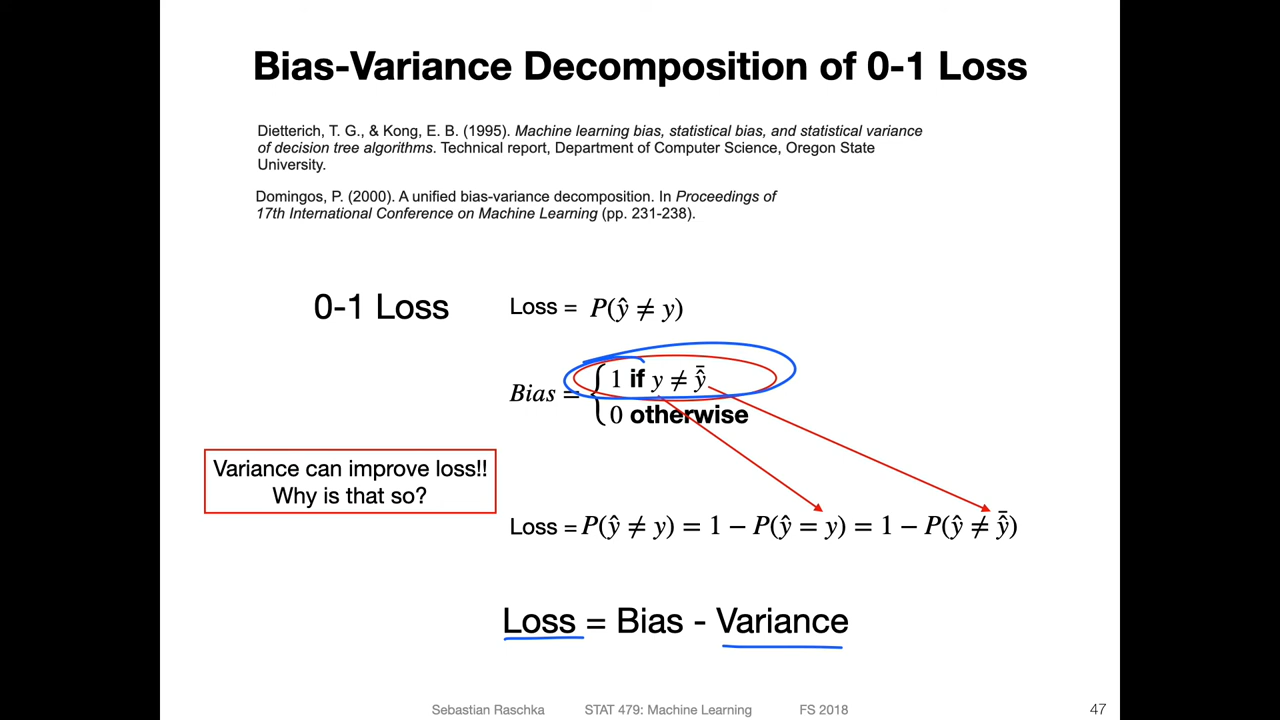 Bias-Variance Decomposition of 0-1 Loss
Dietterich, T. G., & Kong, E. B. (1995). Machine learning bias, statistical bias, and statistical variance
of decision tree algorithms. Technical report, Department of Computer Science, Oregon State
University.
Domingos, P. (2000). A unified bias-variance decomposition. In Proceedings of
17th International Conference on Machine Learning (pp. 231-238).
0-1 Loss
Loss = P(ŷ ≠ y)
Bias = { 1 if y ≠ ŷ̄
0 otherwise
Variance can improve loss!!
Why is that so?
Loss = P(ŷ ≠ y) = 1 − P(ŷ = y) = 1 − P(ŷ ≠ ŷ̄)
Loss = Bias - Variance
Sebastian Raschka STAT 479: Machine Learning FS 2018 47